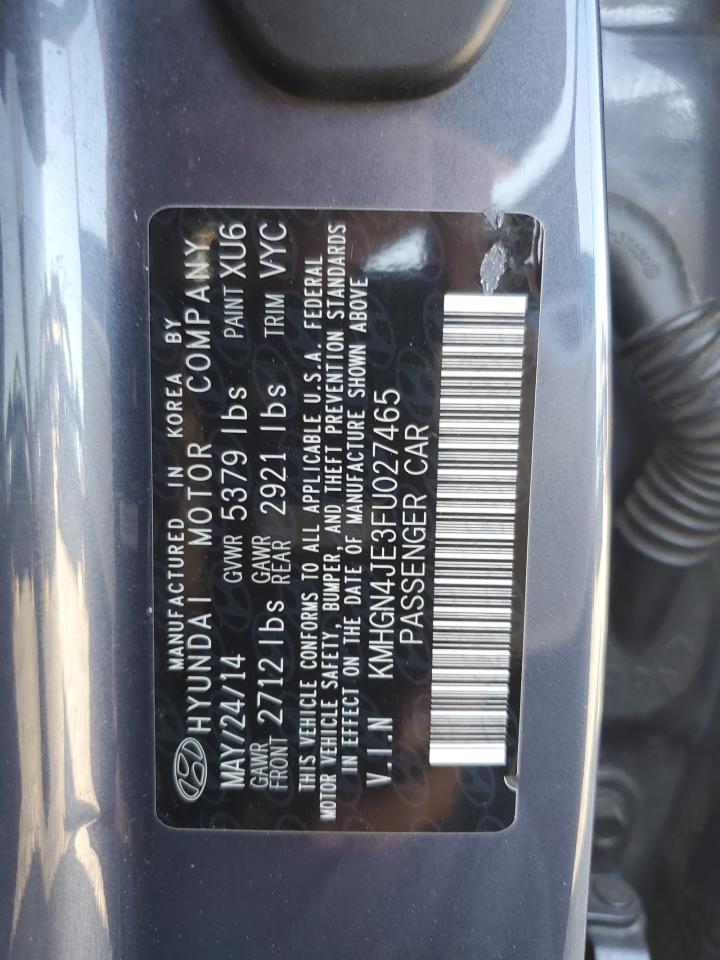 MANUFACTURED IN KOREA BY
HYUNDAI MOTOR COMPANY
MAY/24/14 GVWR 5379 lbs PAINT XU6
GAWR FRONT 2712 lbs GAWR REAR 2921 lbs TRIM VYC
THIS VEHICLE CONFORMS TO ALL APPLICABLE U.S.A. FEDERAL
MOTOR VEHICLE SAFETY, BUMPER, AND THEFT PREVENTION STANDARDS
IN EFFECT ON THE DATE OF MANUFACTURE SHOWN ABOVE
V.I.N KMHGN4JE3FU027465
PASSENGER CAR